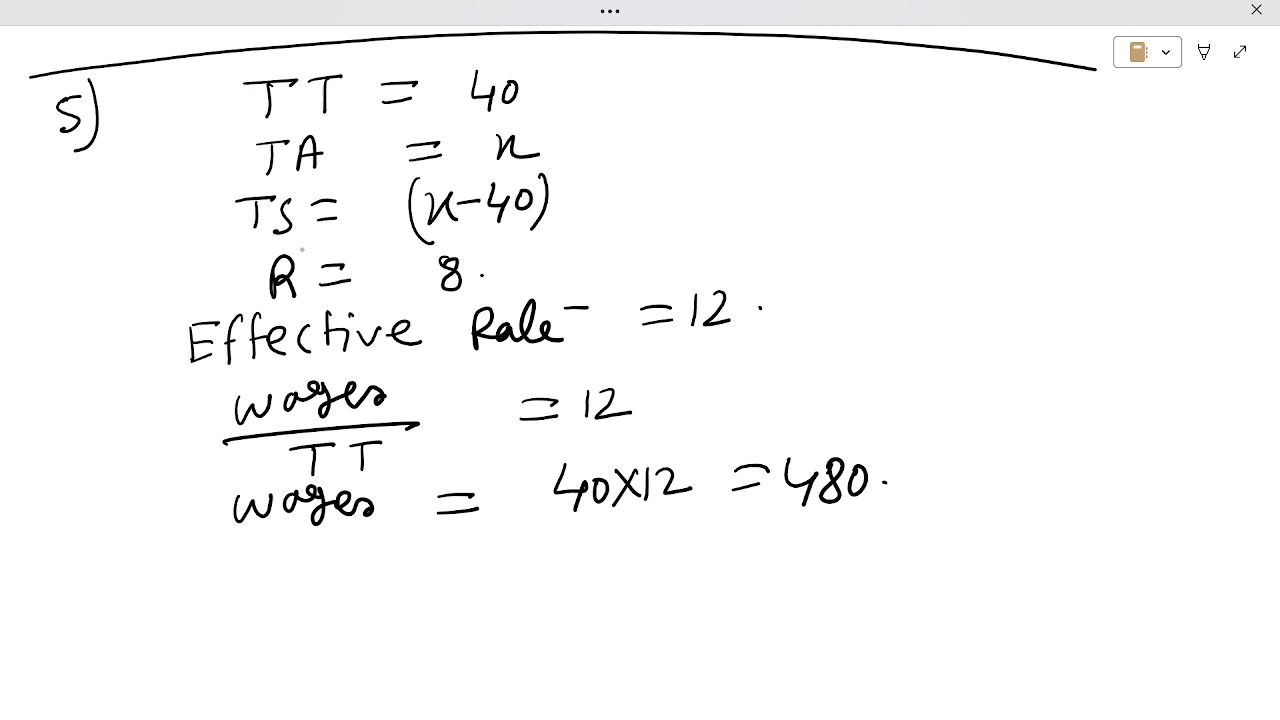 5) TT = 40
TA = x
TS = (x-40)
R = 8.
Effective Rate = 12.
wages = 12
TT
wages = 40×12 = 480.